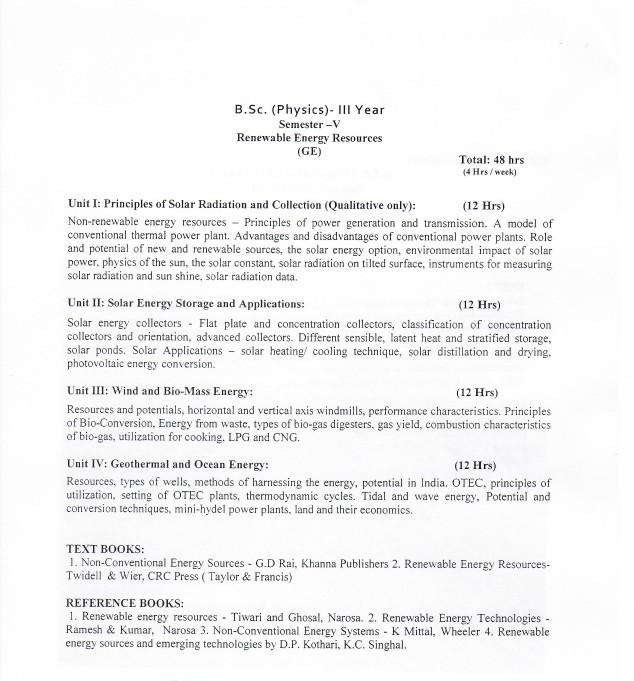 B.Sc. (Physics)- III Year
Semester –V
Renewable Energy Resources
(GE)
Total: 48 hrs
(4 Hrs / week)
Unit I: Principles of Solar Radiation and Collection (Qualitative only): (12 Hrs)
Non-renewable energy resources – Principles of power generation and transmission. A model of
conventional thermal power plant. Advantages and disadvantages of conventional power plants. Role
and potential of new and renewable sources, the solar energy option, environmental impact of solar
power, physics of the sun, the solar constant, solar radiation on tilted surface, instruments for measuring
solar radiation and sun shine, solar radiation data.
Unit II: Solar Energy Storage and Applications: (12 Hrs)
Solar energy collectors - Flat plate and concentration collectors, classification of concentration
collectors and orientation, advanced collectors. Different sensible, latent heat and stratified storage,
solar ponds. Solar Applications – solar heating/ cooling technique, solar distillation and drying,
photovoltaic energy conversion.
Unit III: Wind and Bio-Mass Energy: (12 Hrs)
Resources and potentials, horizontal and vertical axis windmills, performance characteristics. Principles
of Bio-Conversion, Energy from waste, types of bio-gas digesters, gas yield, combustion characteristics
of bio-gas, utilization for cooking, LPG and CNG.
Unit IV: Geothermal and Ocean Energy: (12 Hrs)
Resources, types of wells, methods of harnessing the energy, potential in India. OTEC, principles of
utilization, setting of OTEC plants, thermodynamic cycles. Tidal and wave energy, Potential and
conversion techniques, mini-hydel power plants, land and their economics.
TEXT BOOKS:
1. Non-Conventional Energy Sources - G.D Rai, Khanna Publishers 2. Renewable Energy Resources-
Twidell & Wier, CRC Press ( Taylor & Francis)
REFERENCE BOOKS:
1. Renewable energy resources - Tiwari and Ghosal, Narosa. 2. Renewable Energy Technologies -
Ramesh & Kumar, Narosa 3. Non-Conventional Energy Systems - K Mittal, Wheeler 4. Renewable
energy sources and emerging technologies by D.P. Kothari, K.C. Singhal.